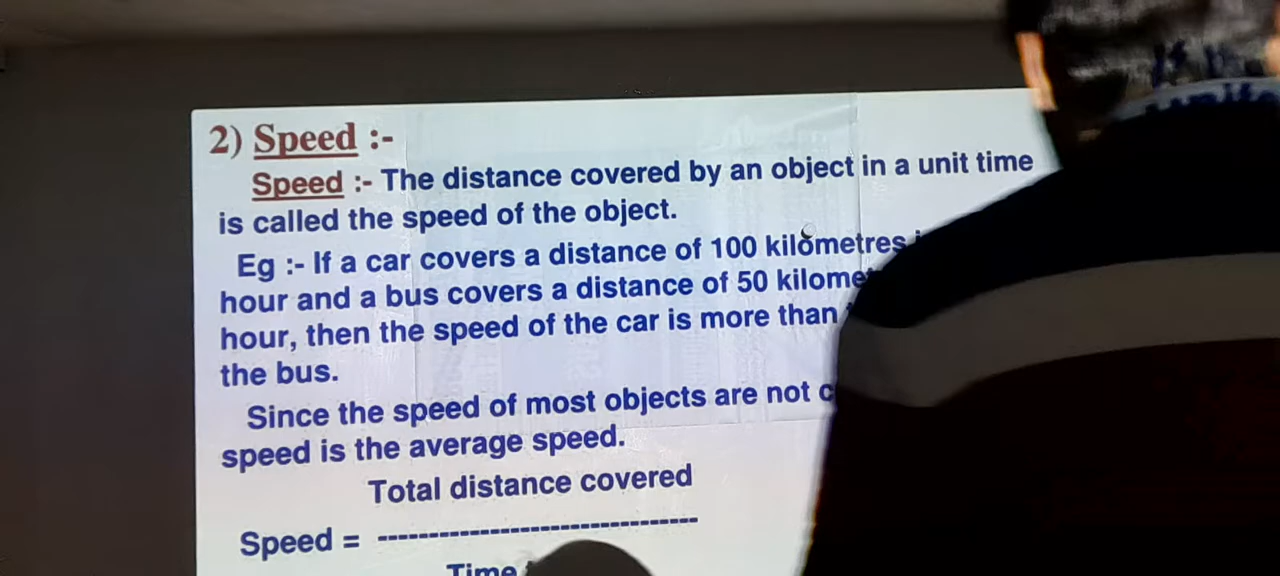 2) Speed :-
Speed :- The distance covered by an object in a unit time
is called the speed of the object.
Eg :- If a car covers a distance of 100 kilometres
hour and a bus covers a distance of 50
hour, then the speed of the car is more than
the bus.
Since the speed of most objects are not
speed is the average speed.
Total distance covered
Speed = --------------------------------
Time